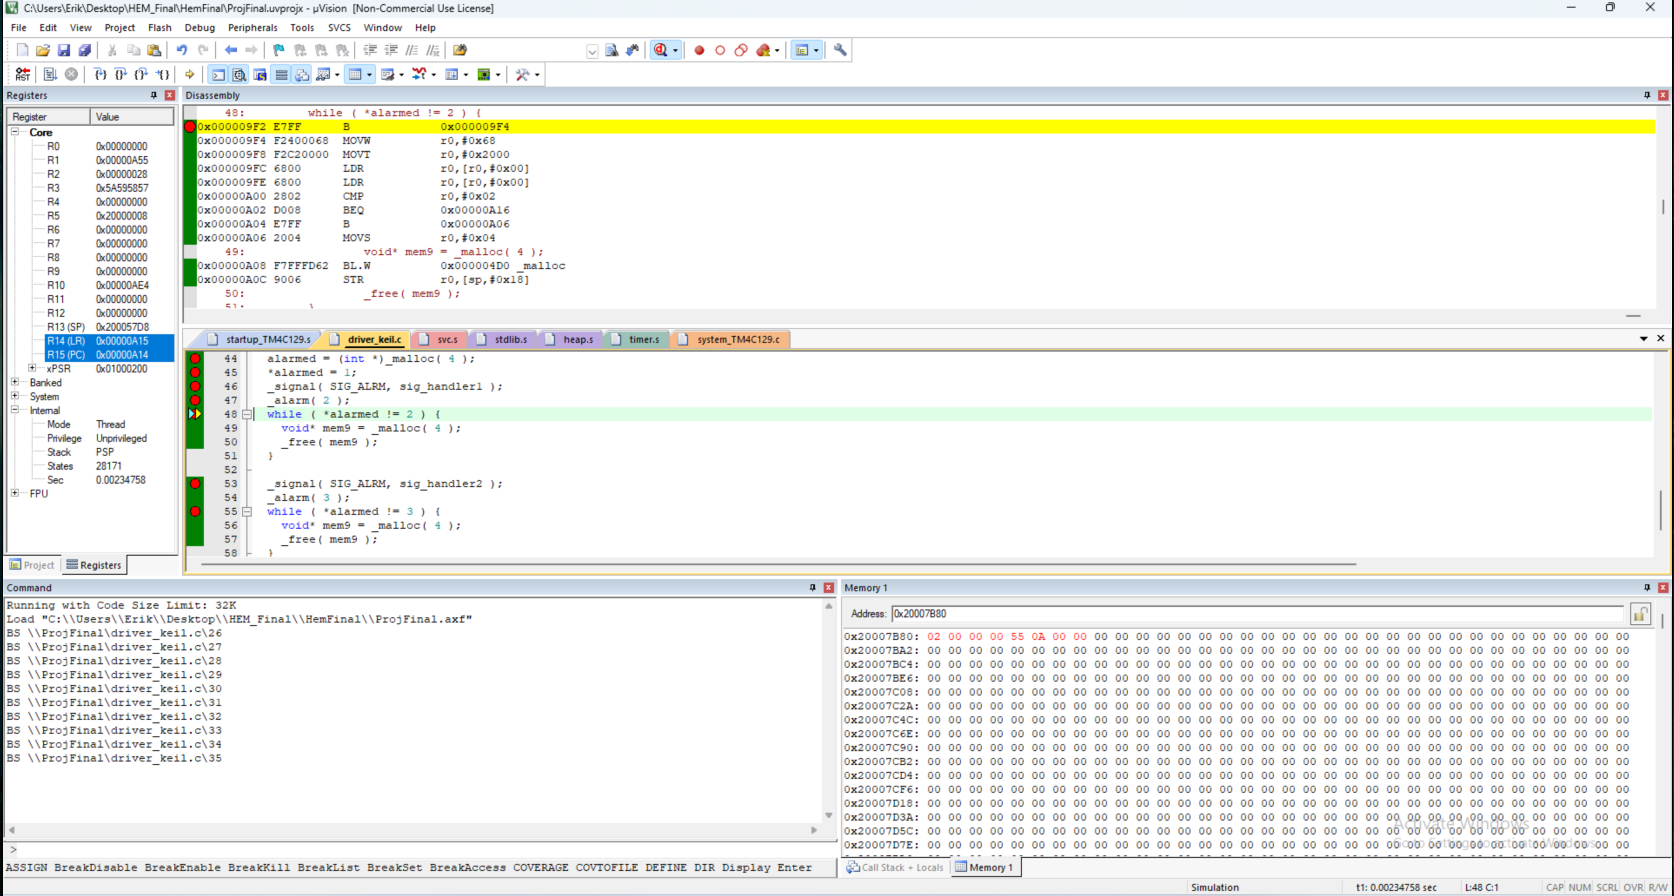 C:\Users\Erik\Desktop\HEM_Final\HemFinal\ProjFinal.uvprojx - µVision [Non-Commercial Use License]
File Edit View Project Flash Debug Peripherals Tools SVCS Window Help
RST
Registers
Register Value
Core
R0 0x00000000
R1 0x00000A55
R2 0x00000028
R3 0x5A595857
R4 0x00000000
R5 0x20000008
R6 0x00000000
R7 0x00000000
R8 0x00000000
R9 0x00000000
R10 0x00000AE4
R11 0x00000000
R12 0x00000000
R13 (SP) 0x200057D8
R14 (LR) 0x00000A15
R15 (PC) 0x00000A14
xPSR 0x01000200
Banked
System
Internal
Mode Thread
Privilege Unprivileged
Stack PSP
States 28171
Sec 0.00234758
FPU
Project Registers
Disassembly
48: while ( *alarmed != 2 ) {
0x000009F2 E7FF B 0x000009F4
0x000009F4 F2400068 MOVW r0,#0x68
0x000009F8 F2C20000 MOVT r0,#0x2000
0x000009FC 6800 LDR r0,[r0,#0x00]
0x000009FE 6800 LDR r0,[r0,#0x00]
0x00000A00 2802 CMP r0,#0x02
0x00000A02 D008 BEQ 0x00000A16
0x00000A04 E7FF B 0x00000A06
0x00000A06 2004 MOVS r0,#0x04
49: void* mem9 = _malloc( 4 );
0x00000A08 F7FFFD62 BL.W 0x000004D0 _malloc
0x00000A0C 9006 STR r0,[sp,#0x18]
50: _free( mem9 );
51: }
startup_TM4C129.s driver_keil.c svc.s stdlib.s heap.s timer.s system_TM4C129.c
44 alarmed = (int *)_malloc( 4 );
45 *alarmed = 1;
46 _signal( SIG_ALRM, sig_handler1 );
47 _alarm( 2 );
48 while ( *alarmed != 2 ) {
49 void* mem9 = _malloc( 4 );
50 _free( mem9 );
51 }
52
53 _signal( SIG_ALRM, sig_handler2 );
54 _alarm( 3 );
55 while ( *alarmed != 3 ) {
56 void* mem9 = _malloc( 4 );
57 _free( mem9 );
58 }
Command
Running with Code Size Limit: 32K
Load "C:\\Users\\Erik\\Desktop\\HEM_Final\\HemFinal\\ProjFinal.axf"
BS \\ProjFinal\driver_keil.c\26
BS \\ProjFinal\driver_keil.c\27
BS \\ProjFinal\driver_keil.c\28
BS \\ProjFinal\driver_keil.c\29
BS \\ProjFinal\driver_keil.c\30
BS \\ProjFinal\driver_keil.c\31
BS \\ProjFinal\driver_keil.c\32
BS \\ProjFinal\driver_keil.c\33
BS \\ProjFinal\driver_keil.c\34
BS \\ProjFinal\driver_keil.c\35
>
ASSIGN BreakDisable BreakEnable BreakKill BreakList BreakSet BreakAccess COVERAGE COVTOFILE DEFINE DIR Display Enter
Memory 1
Address: 0x20007B80
0x20007B80: 02 00 00 00 55 0A 00 00 00 00 00 00 00 00 00 00 00 00 00 00 00 00 00 00 00 00 00 00 00 00 00 00 00 00
0x20007BA2: 00 00 00 00 00 00 00 00 00 00 00 00 00 00 00 00 00 00 00 00 00 00 00 00 00 00 00 00 00 00 00 00 00 00
0x20007BC4: 00 00 00 00 00 00 00 00 00 00 00 00 00 00 00 00 00 00 00 00 00 00 00 00 00 00 00 00 00 00 00 00 00 00
0x20007BE6: 00 00 00 00 00 00 00 00 00 00 00 00 00 00 00 00 00 00 00 00 00 00 00 00 00 00 00 00 00 00 00 00 00 00
0x20007C08: 00 00 00 00 00 00 00 00 00 00 00 00 00 00 00 00 00 00 00 00 00 00 00 00 00 00 00 00 00 00 00 00 00 00
0x20007C2A: 00 00 00 00 00 00 00 00 00 00 00 00 00 00 00 00 00 00 00 00 00 00 00 00 00 00 00 00 00 00 00 00 00 00
0x20007C4C: 00 00 00 00 00 00 00 00 00 00 00 00 00 00 00 00 00 00 00 00 00 00 00 00 00 00 00 00 00 00 00 00 00 00
0x20007C6E: 00 00 00 00 00 00 00 00 00 00 00 00 00 00 00 00 00 00 00 00 00 00 00 00 00 00 00 00 00 00 00 00 00 00
0x20007C90: 00 00 00 00 00 00 00 00 00 00 00 00 00 00 00 00 00 00 00 00 00 00 00 00 00 00 00 00 00 00 00 00 00 00
0x20007CB2: 00 00 00 00 00 00 00 00 00 00 00 00 00 00 00 00 00 00 00 00 00 00 00 00 00 00 00 00 00 00 00 00 00 00
0x20007CD4: 00 00 00 00 00 00 00 00 00 00 00 00 00 00 00 00 00 00 00 00 00 00 00 00 00 00 00 00 00 00 00 00 00 00
0x20007CF6: 00 00 00 00 00 00 00 00 00 00 00 00 00 00 00 00 00 00 00 00 00 00 00 00 00 00 00 00 00 00 00 00 00 00
0x20007D18: 00 00 00 00 00 00 00 00 00 00 00 00 00 00 00 00 00 00 00 00 00 00 00 00 00 00 00 00 00 00 00 00 00 00
0x20007D3A: 00 00 00 00 00 00 00 00 00 00 00 00 00 00 00 00 00 00 00 00 00 00 00 00 00 00 00 00 00 00 00 00 00 00
0x20007D5C: 00 00 00 00 00 00 00 00 00 00 00 00 00 00 00 00 00 00 00 00 00 00 00 00 00 00 00 00 00 00 00 00 00 00
0x20007D7E: 00 00 00 00 00 00 00 00 00 00 00 00 00 00 00 00 00 00 00 00 00 00 00 00 00 00 00 00 00 00 00 00 00 00
Activate Windows
Go to Settings to activate Windows.
Call Stack + Locals Memory 1
Simulation t1: 0.00234758 sec L:48 C:1 CAP NUM SCRL OVR R/W